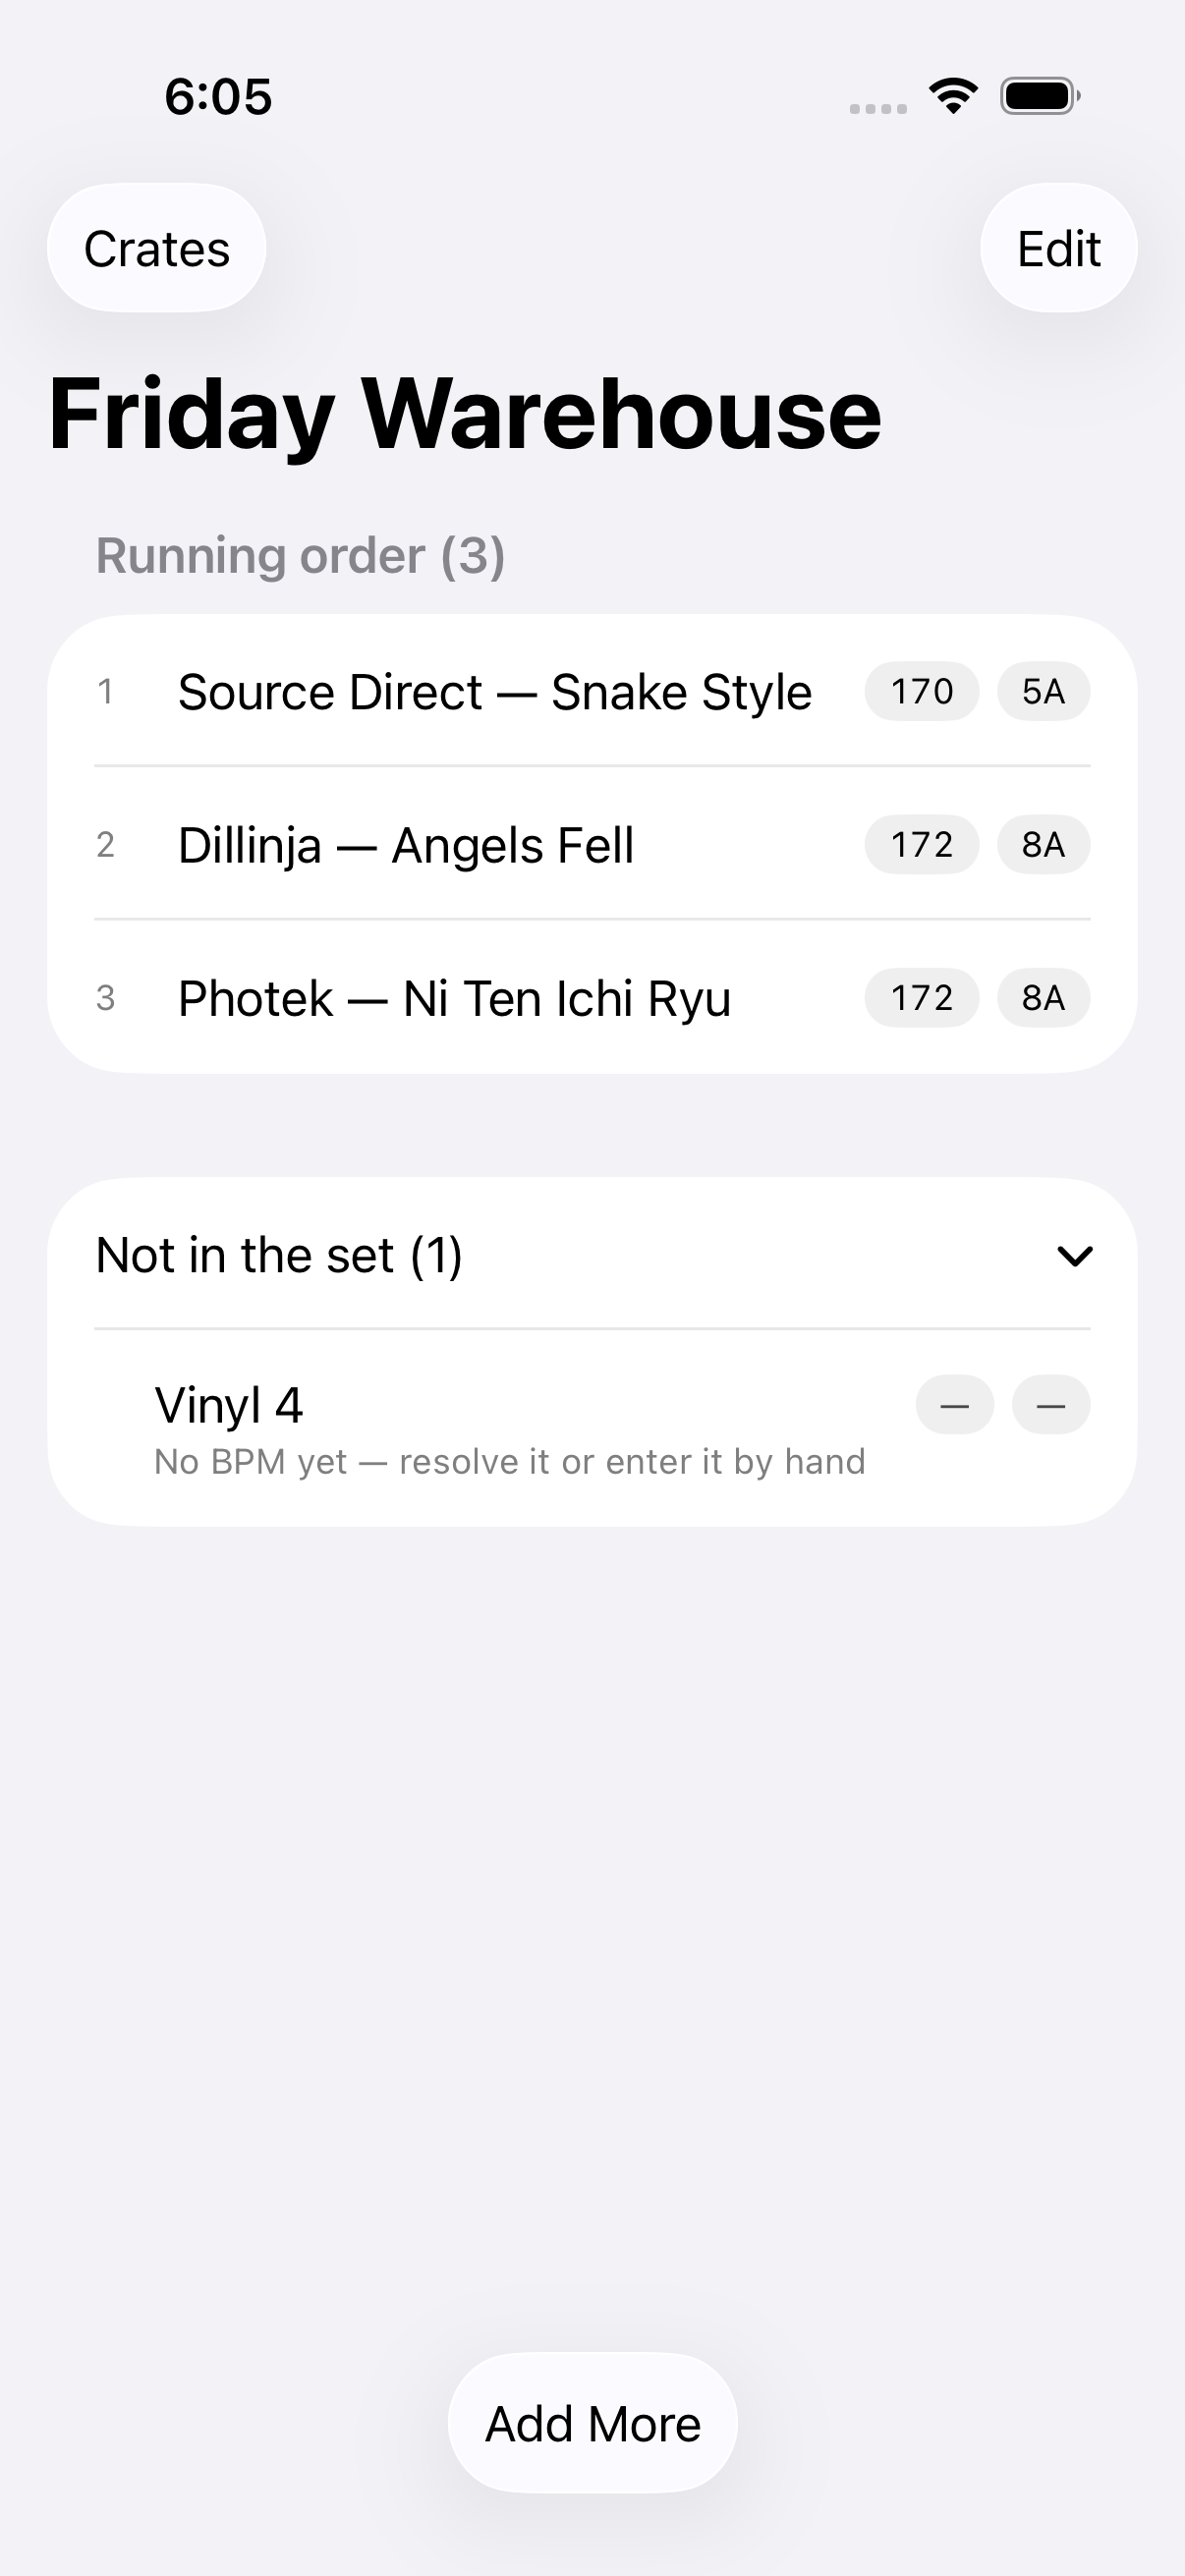 6:05
Crates
Edit
Friday Warehouse
Running order (3)
1 Source Direct — Snake Style 170 5A
2 Dillinja — Angels Fell 172 8A
3 Photek — Ni Ten Ichi Ryu 172 8A
Not in the set (1)
Vinyl 4 — —
No BPM yet — resolve it or enter it by hand
Add More